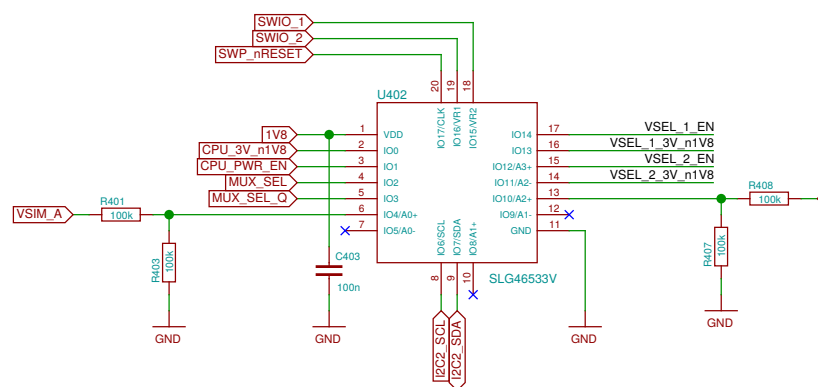 SWIO_1
SWIO_2
SWP_nRESET
20
19
18
U402
IO17/CLK
IO16/VR1
IO15/VR2
1V8 1 VDD IO14 17 VSEL_1_EN
CPU_3V_n1V8 2 IO0 IO13 16 VSEL_1_3V_n1V8
CPU_PWR_EN 3 IO1 IO12/A3+ 15 VSEL_2_EN
MUX_SEL 4 IO2 IO11/A2- 14 VSEL_2_3V_n1V8
MUX_SEL_Q 5 IO3 IO10/A2+ 13 R408 100k
VSIM_A R401 100k 6 IO4/A0+ IO9/A1- 12
7 IO5/A0- GND 11
IO6/SCL
IO7/SDA
IO8/A1+
R403 100k
C403
100n
R407 100k
SLG46533V
8
9
10
GND
GND
GND
GND
I2C2_SCL
I2C2_SDA